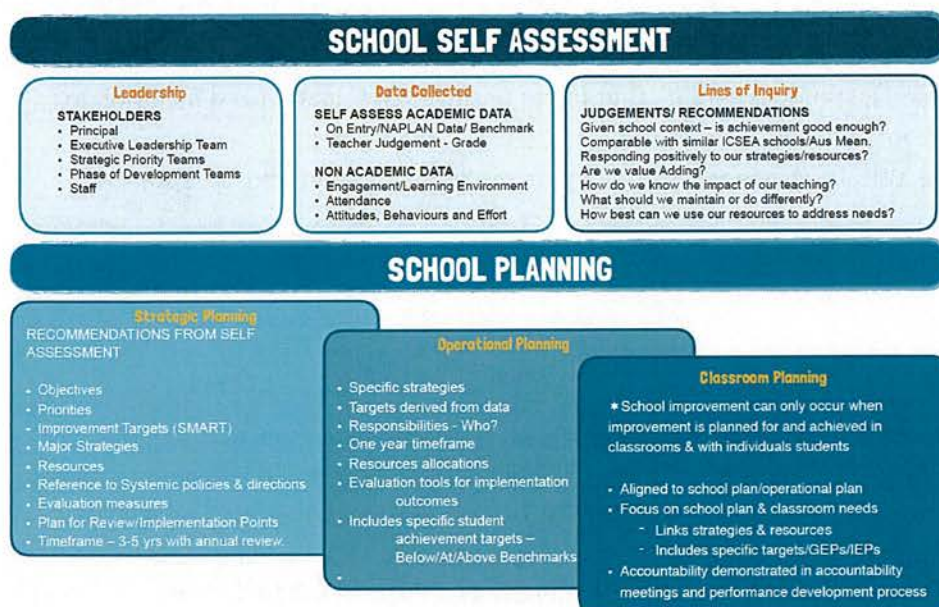 SCHOOL SELF ASSESSMENT
Leadership
STAKEHOLDERS
• Principal
• Executive Leadership Team
• Strategic Priority Teams
• Phase of Development Teams
• Staff
Data Collected
SELF ASSESS ACADEMIC DATA
• On Entry/NAPLAN Data/ Benchmark
• Teacher Judgement - Grade
NON ACADEMIC DATA
• Engagement/Learning Environment
• Attendance
• Attitudes, Behaviours and Effort
Lines of Inquiry
JUDGEMENTS/ RECOMMENDATIONS
Given school context – is achievement good enough?
Comparable with similar ICSEA schools/Aus Mean.
Responding positively to our strategies/resources?
Are we value Adding?
How do we know the impact of our teaching?
What should we maintain or do differently?
How best can we use our resources to address needs?
SCHOOL PLANNING
Strategic Planning
RECOMMENDATIONS FROM SELF
ASSESSMENT
• Objectives
• Priorities
• Improvement Targets (SMART)
• Major Strategies
• Resources
• Reference to Systemic policies & directions
• Evaluation measures
• Plan for Review/Implementation Points
• Timeframe – 3-5 yrs with annual review.
Operational Planning
• Specific strategies
• Targets derived from data
• Responsibilities - Who?
• One year timeframe
• Resources allocations
• Evaluation tools for implementation
outcomes
• Includes specific student
achievement targets –
Below/At/Above Benchmarks
•
Classroom Planning
✶School improvement can only occur when
improvement is planned for and achieved in
classrooms & with individuals students
• Aligned to school plan/operational plan
• Focus on school plan & classroom needs
- Links strategies & resources
- Includes specific targets/GEPs/IEPs
• Accountability demonstrated in accountability
meetings and performance development process